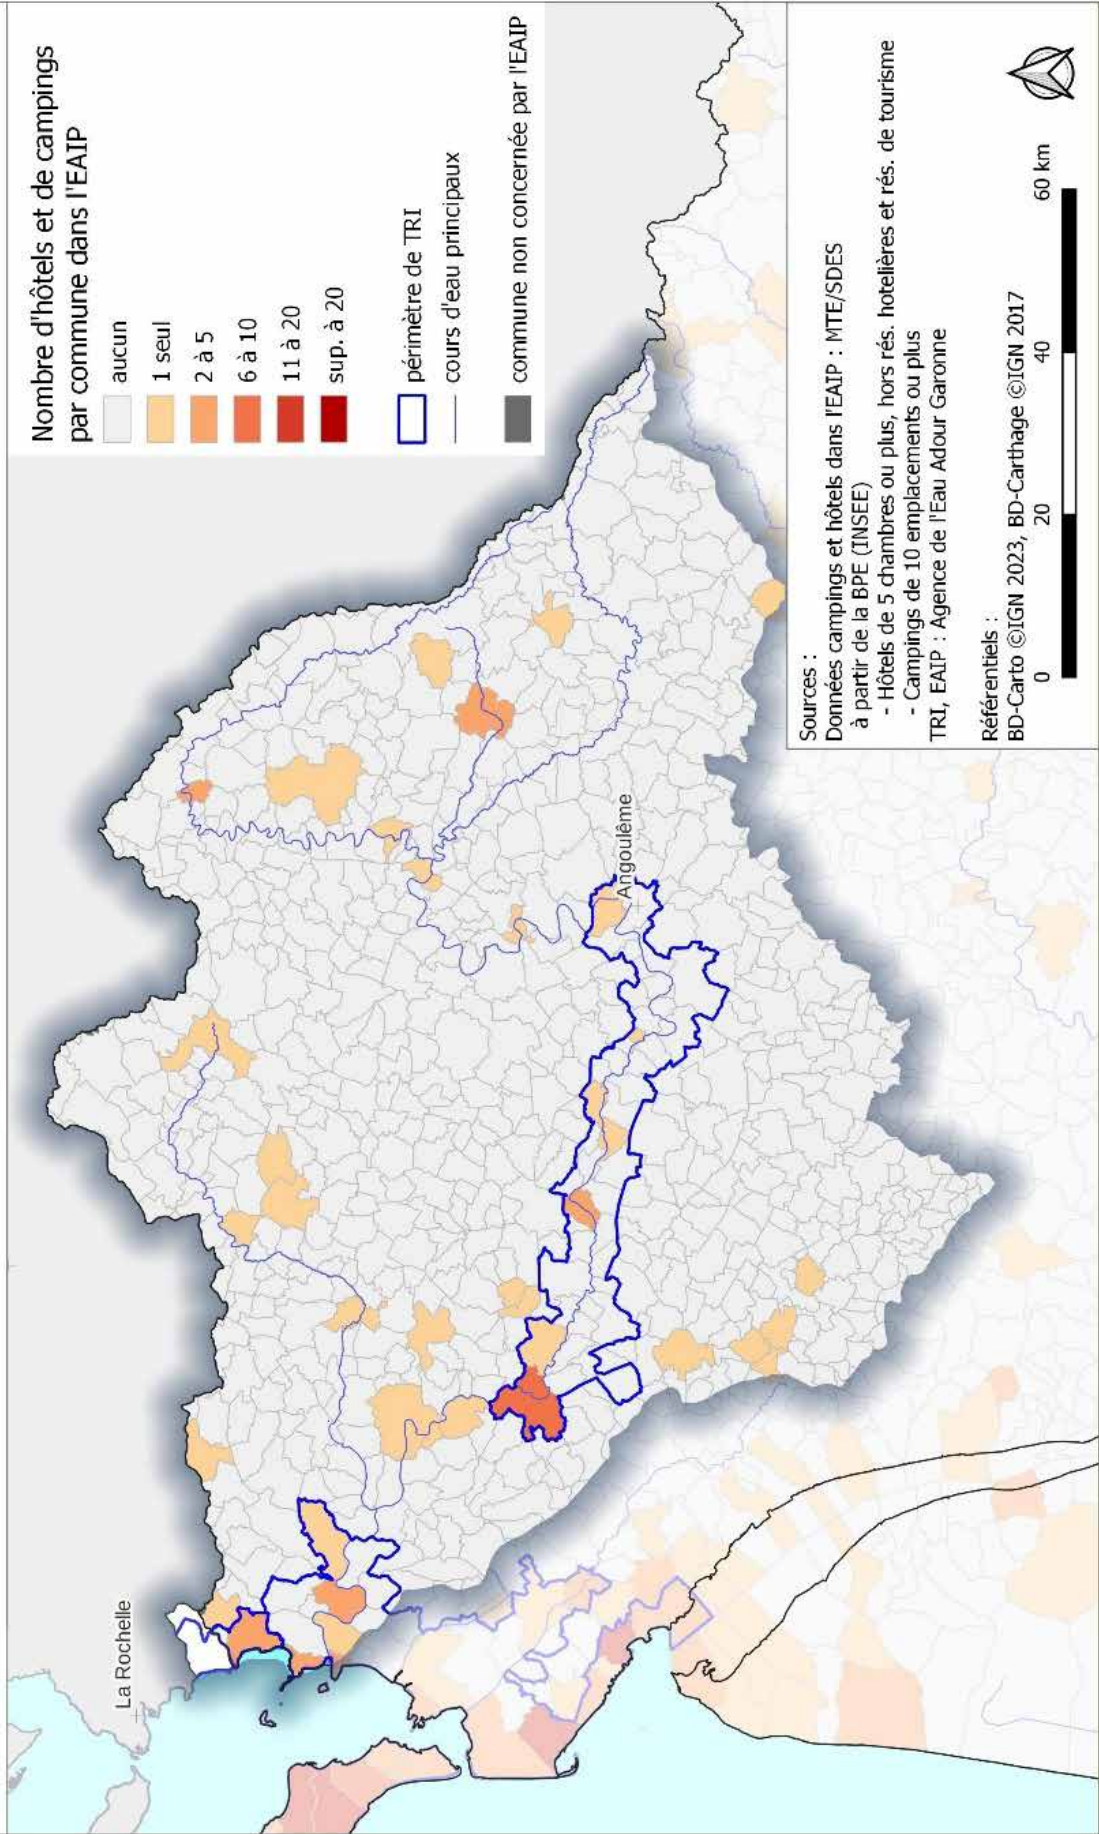 Nombre d'hôtels et de campings
par commune dans l'EAIP
aucun
1 seul
2 à 5
6 à 10
11 à 20
sup. à 20
périmètre de TRI
cours d'eau principaux
commune non concernée par l'EAIP
La Rochelle
Angoulême
Sources :
Données campings et hôtels dans l'EAIP : MTE/SDES
à partir de la BPE (INSEE)
- Hôtels de 5 chambres ou plus, hors rés. hotelières et rés. de tourisme
- Campings de 10 emplacements ou plus
TRI, EAIP : Agence de l'Eau Adour Garonne
Référentiels :
BD-Carto ©IGN 2023, BD-Carthage ©IGN 2017
0 20 40 60 km